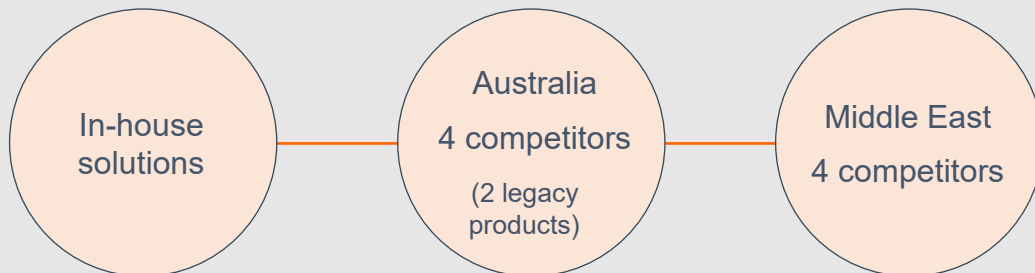 In-house
solutions
Australia
4 competitors
(2 legacy
products)
Middle East
4 competitors